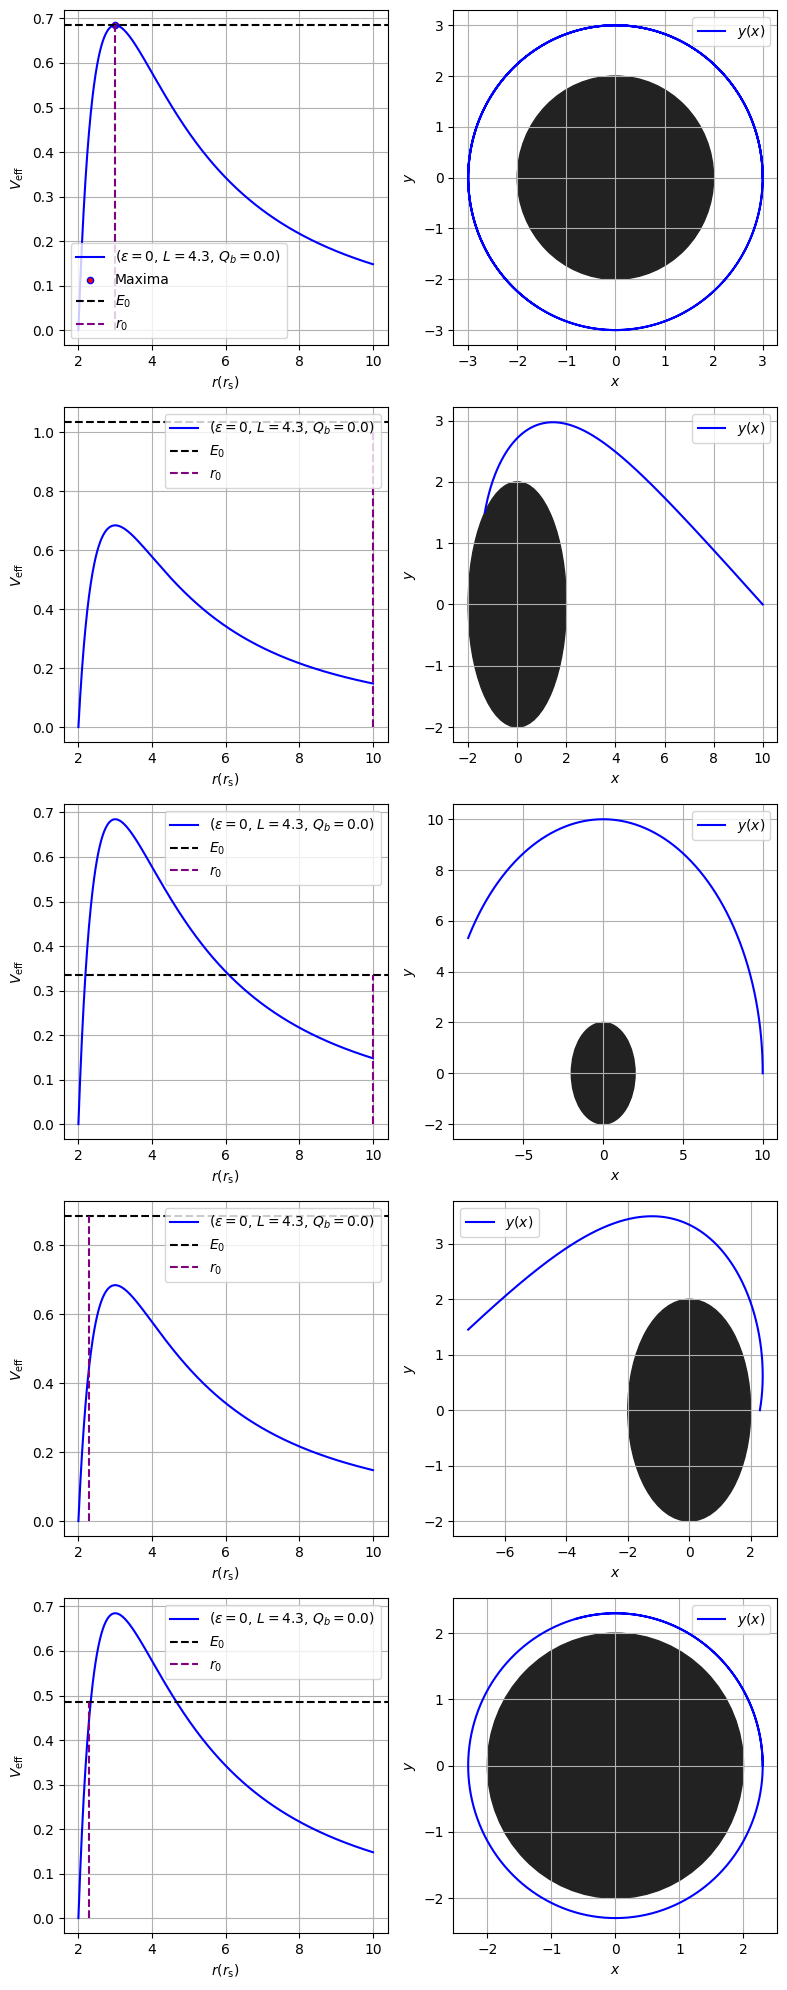 0.7
0.6
0.5
0.4
0.3
0.2
0.1
0.0
V_eff
(ε = 0, L = 4.3, Q_b = 0.0)
Maxima
E_0
r_0
2 4 6 8 10
r(r_s)
3
2
1
0
−1
−2
−3
y
y(x)
−3 −2 −1 0 1 2 3
x
1.0
0.8
0.6
0.4
0.2
0.0
V_eff
(ε = 0, L = 4.3, Q_b = 0.0)
E_0
r_0
2 4 6 8 10
r(r_s)
3
2
1
0
−1
−2
y
y(x)
−2 0 2 4 6 8 10
x
0.7
0.6
0.5
0.4
0.3
0.2
0.1
0.0
V_eff
(ε = 0, L = 4.3, Q_b = 0.0)
E_0
r_0
2 4 6 8 10
r(r_s)
10
8
6
4
2
0
−2
y
y(x)
−5 0 5 10
x
0.8
0.6
0.4
0.2
0.0
V_eff
(ε = 0, L = 4.3, Q_b = 0.0)
E_0
r_0
2 4 6 8 10
r(r_s)
3
2
1
0
−1
−2
y
y(x)
−6 −4 −2 0 2
x
0.7
0.6
0.5
0.4
0.3
0.2
0.1
0.0
V_eff
(ε = 0, L = 4.3, Q_b = 0.0)
E_0
r_0
2 4 6 8 10
r(r_s)
2
1
0
−1
−2
y
y(x)
−2 −1 0 1 2
x